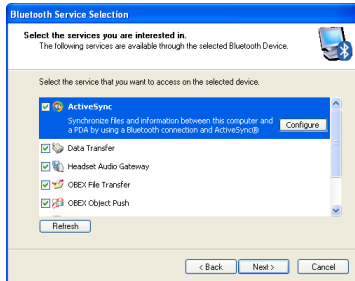 Bluetooth Service Selection
Select the services you are interested in.
The following services are available through the selected Bluetooth Device.
Select the service that you want to access on the selected device.
ActiveSync
Synchronize files and information between this computer and
a PDA by using a Bluetooth connection and ActiveSync®
Configure
Data Transfer
Headset Audio Gateway
OBEX File Transfer
OBEX Object Push
Refresh
< Back
Next >
Cancel